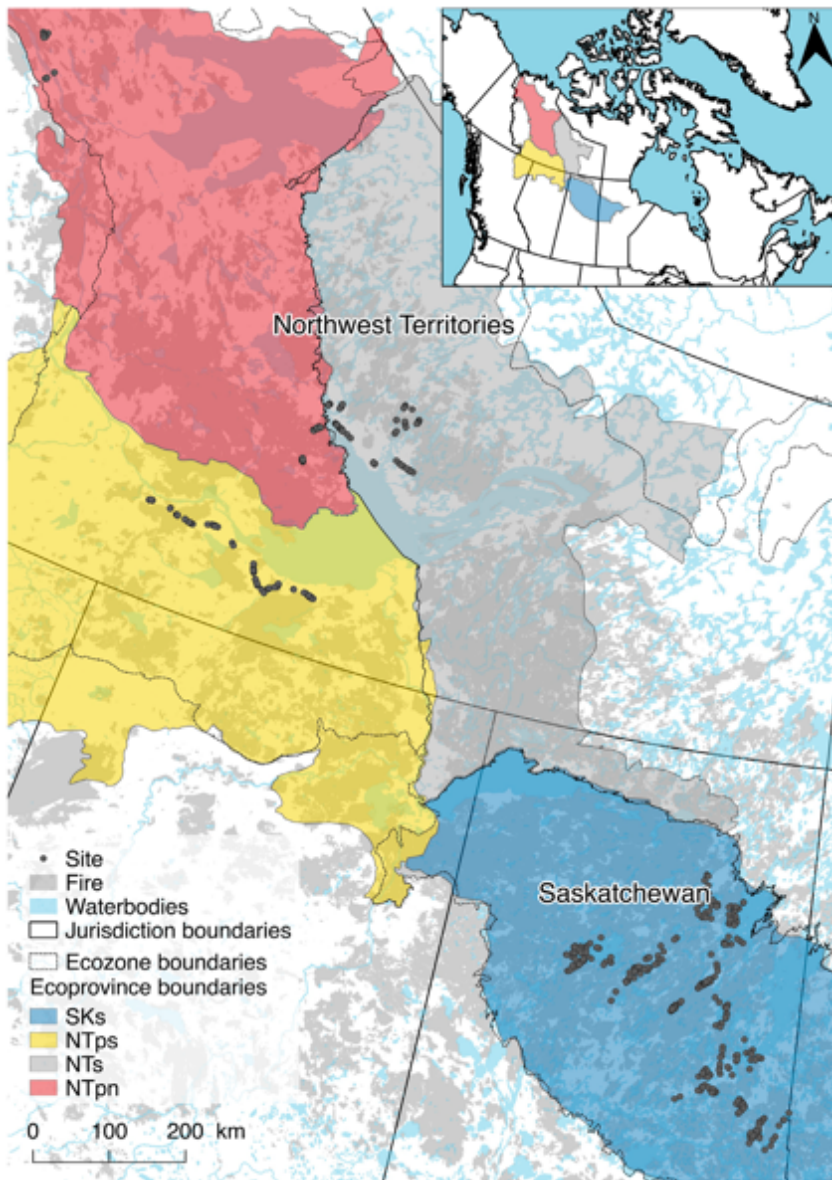 N
Northwest Territories
Saskatchewan
Site
Fire
Waterbodies
Jurisdiction boundaries
Ecozone boundaries
Ecoprovince boundaries
SKs
NTps
NTs
NTpn
0 100 200 km